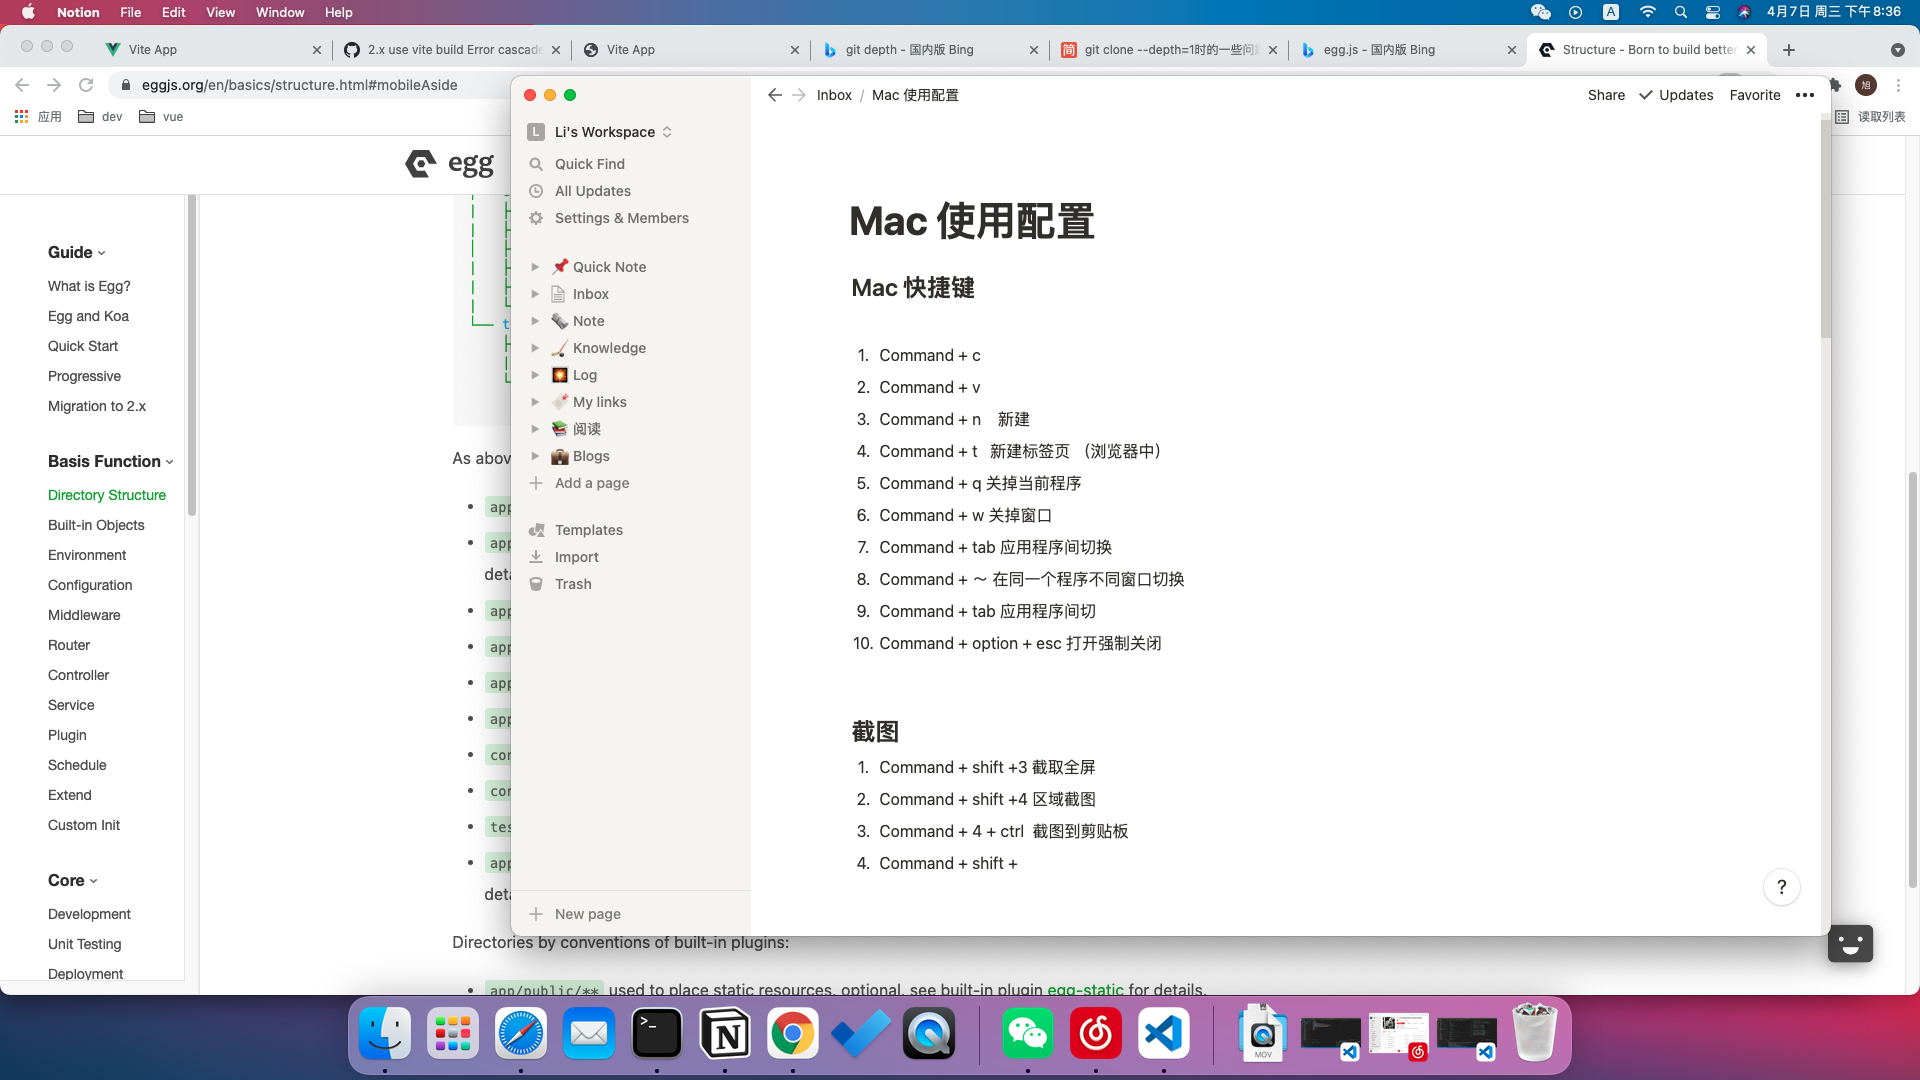 Notion File Edit View Window Help
A 4月7日 周三 下午8:36
Vite App
2.x use vite build Error cascade
Vite App
git depth - 国内版 Bing
简 git clone --depth=1时的一些问题
egg.js - 国内版 Bing
Structure - Born to build better
eggjs.org/en/basics/structure.html#mobileAside
旭
应用 dev vue
读取列表
egg
Guide
What is Egg?
Egg and Koa
Quick Start
Progressive
Migration to 2.x
Basis Function
Directory Structure
Built-in Objects
Environment
Configuration
Middleware
Router
Controller
Service
Plugin
Schedule
Extend
Custom Init
Core
Development
Unit Testing
Deployment
t
As abov
app
app
deta
app
app
app
app
con
con
tes
app
deta
Directories by conventions of built-in plugins:
app/public/** used to place static resources, optional, see built-in plugin egg-static for details.
L Li's Workspace
Quick Find
All Updates
Settings & Members
Quick Note
Inbox
Note
Knowledge
Log
My links
阅读
Blogs
Add a page
Templates
Import
Trash
New page
Inbox / Mac 使用配置
Share Updates Favorite
Mac 使用配置
Mac 快捷键
1. Command + c
2. Command + v
3. Command + n 新建
4. Command + t 新建标签页 （浏览器中）
5. Command + q 关掉当前程序
6. Command + w 关掉窗口
7. Command + tab 应用程序间切换
8. Command + ～ 在同一个程序不同窗口切换
9. Command + tab 应用程序间切
10. Command + option + esc 打开强制关闭
截图
1. Command + shift +3 截取全屏
2. Command + shift +4 区域截图
3. Command + 4 + ctrl 截图到剪贴板
4. Command + shift +
?
MOV